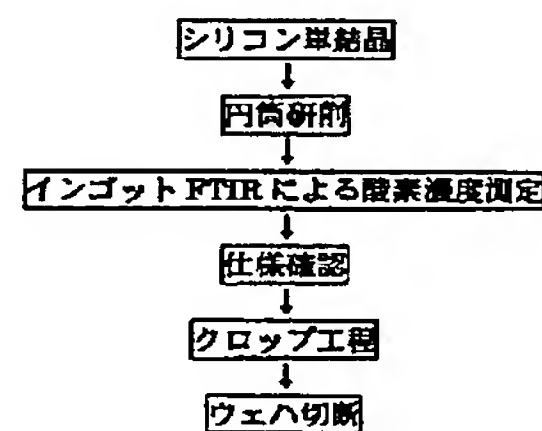 シリコン単結晶
円筒研削
インゴットFTIRによる酸素濃度測定
仕様確認
クロップ工程
ウェハ切断